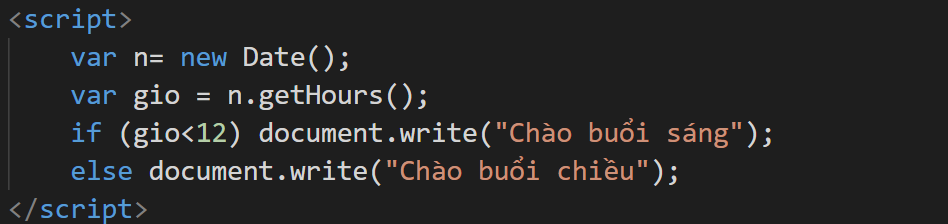 <script>
var n= new Date();
var gio = n.getHours();
if (gio<12) document.write("Chào buổi sáng");
else document.write("Chào buổi chiều");
</script>